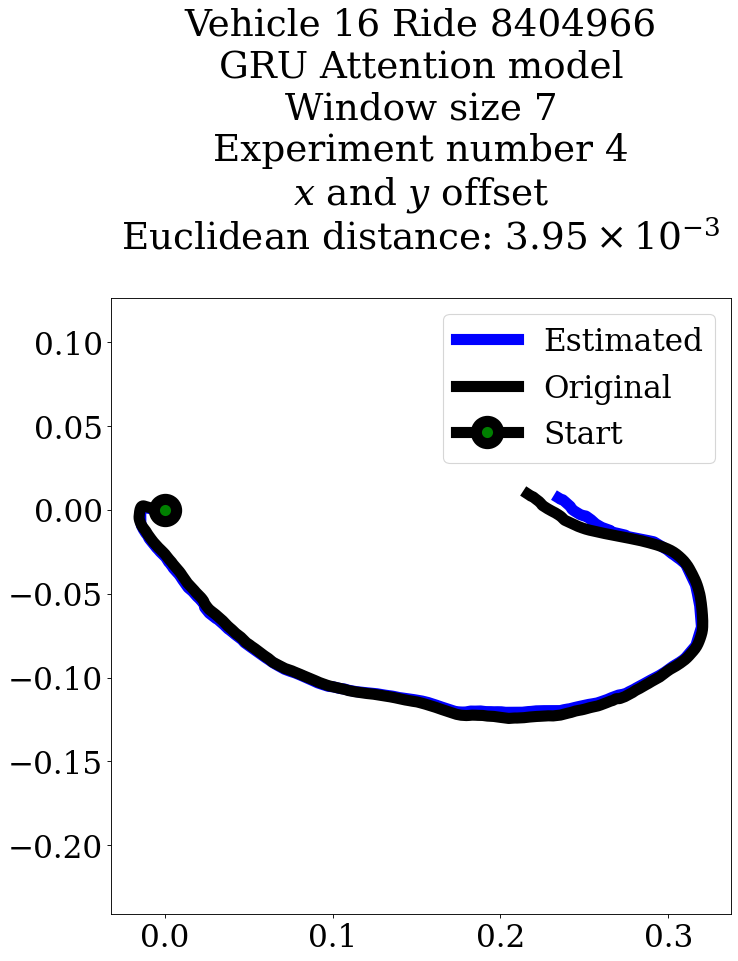 Vehicle 16 Ride 8404966
GRU Attention model
Window size 7
Experiment number 4
x and y offset
Euclidean distance: 3.95 × 10⁻³
Estimated
Original
Start
0.10
0.05
0.00
−0.05
−0.10
−0.15
−0.20
0.0 0.1 0.2 0.3